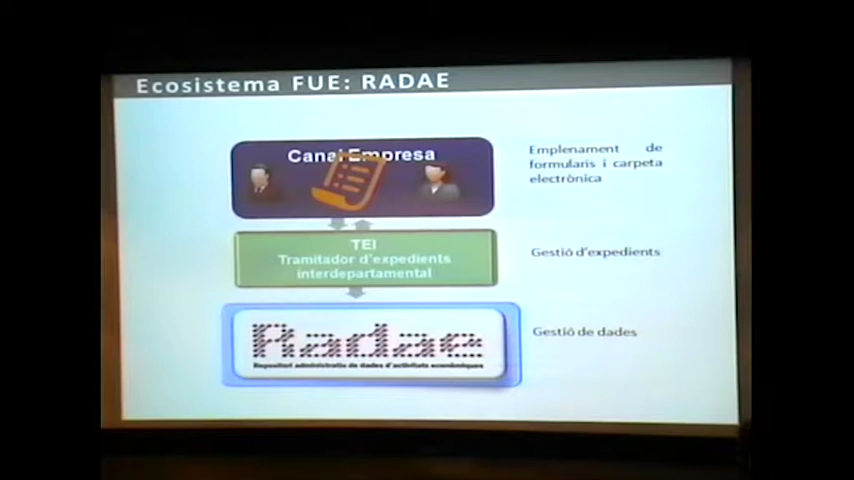 Ecosistema FUE: RADAE
Canal Empresa
Emplenament de
formularis i carpeta
electrònica
TEI
Tramitador d'expedients
interdepartamental
Gestió d'expedients
Radae
Repositori administratiu de dades d'activitats econòmiques
Gestió de dades